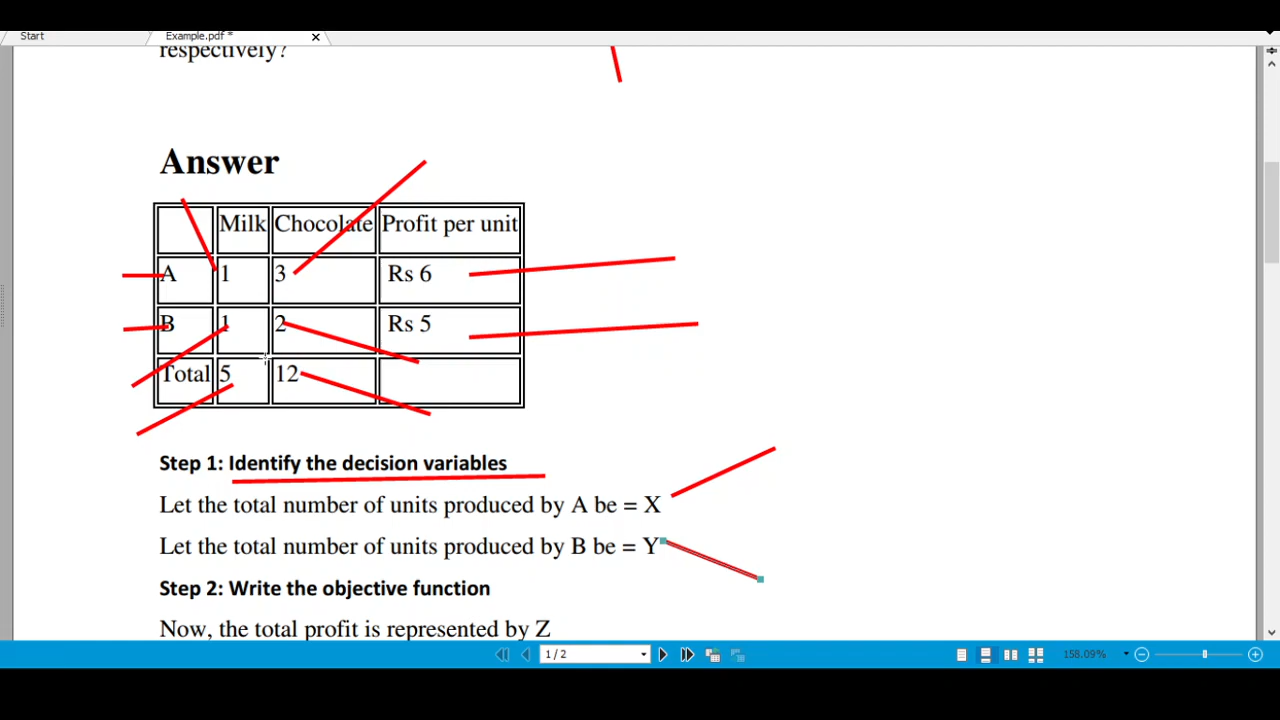 Start Example.pdf *
respectively?
Answer
Milk Chocolate Profit per unit
A 1 3 Rs 6
B 1 2 Rs 5
Total 5 12
Step 1: Identify the decision variables
Let the total number of units produced by A be = X
Let the total number of units produced by B be = Y
Step 2: Write the objective function
Now, the total profit is represented by Z
1 / 2 158.09%